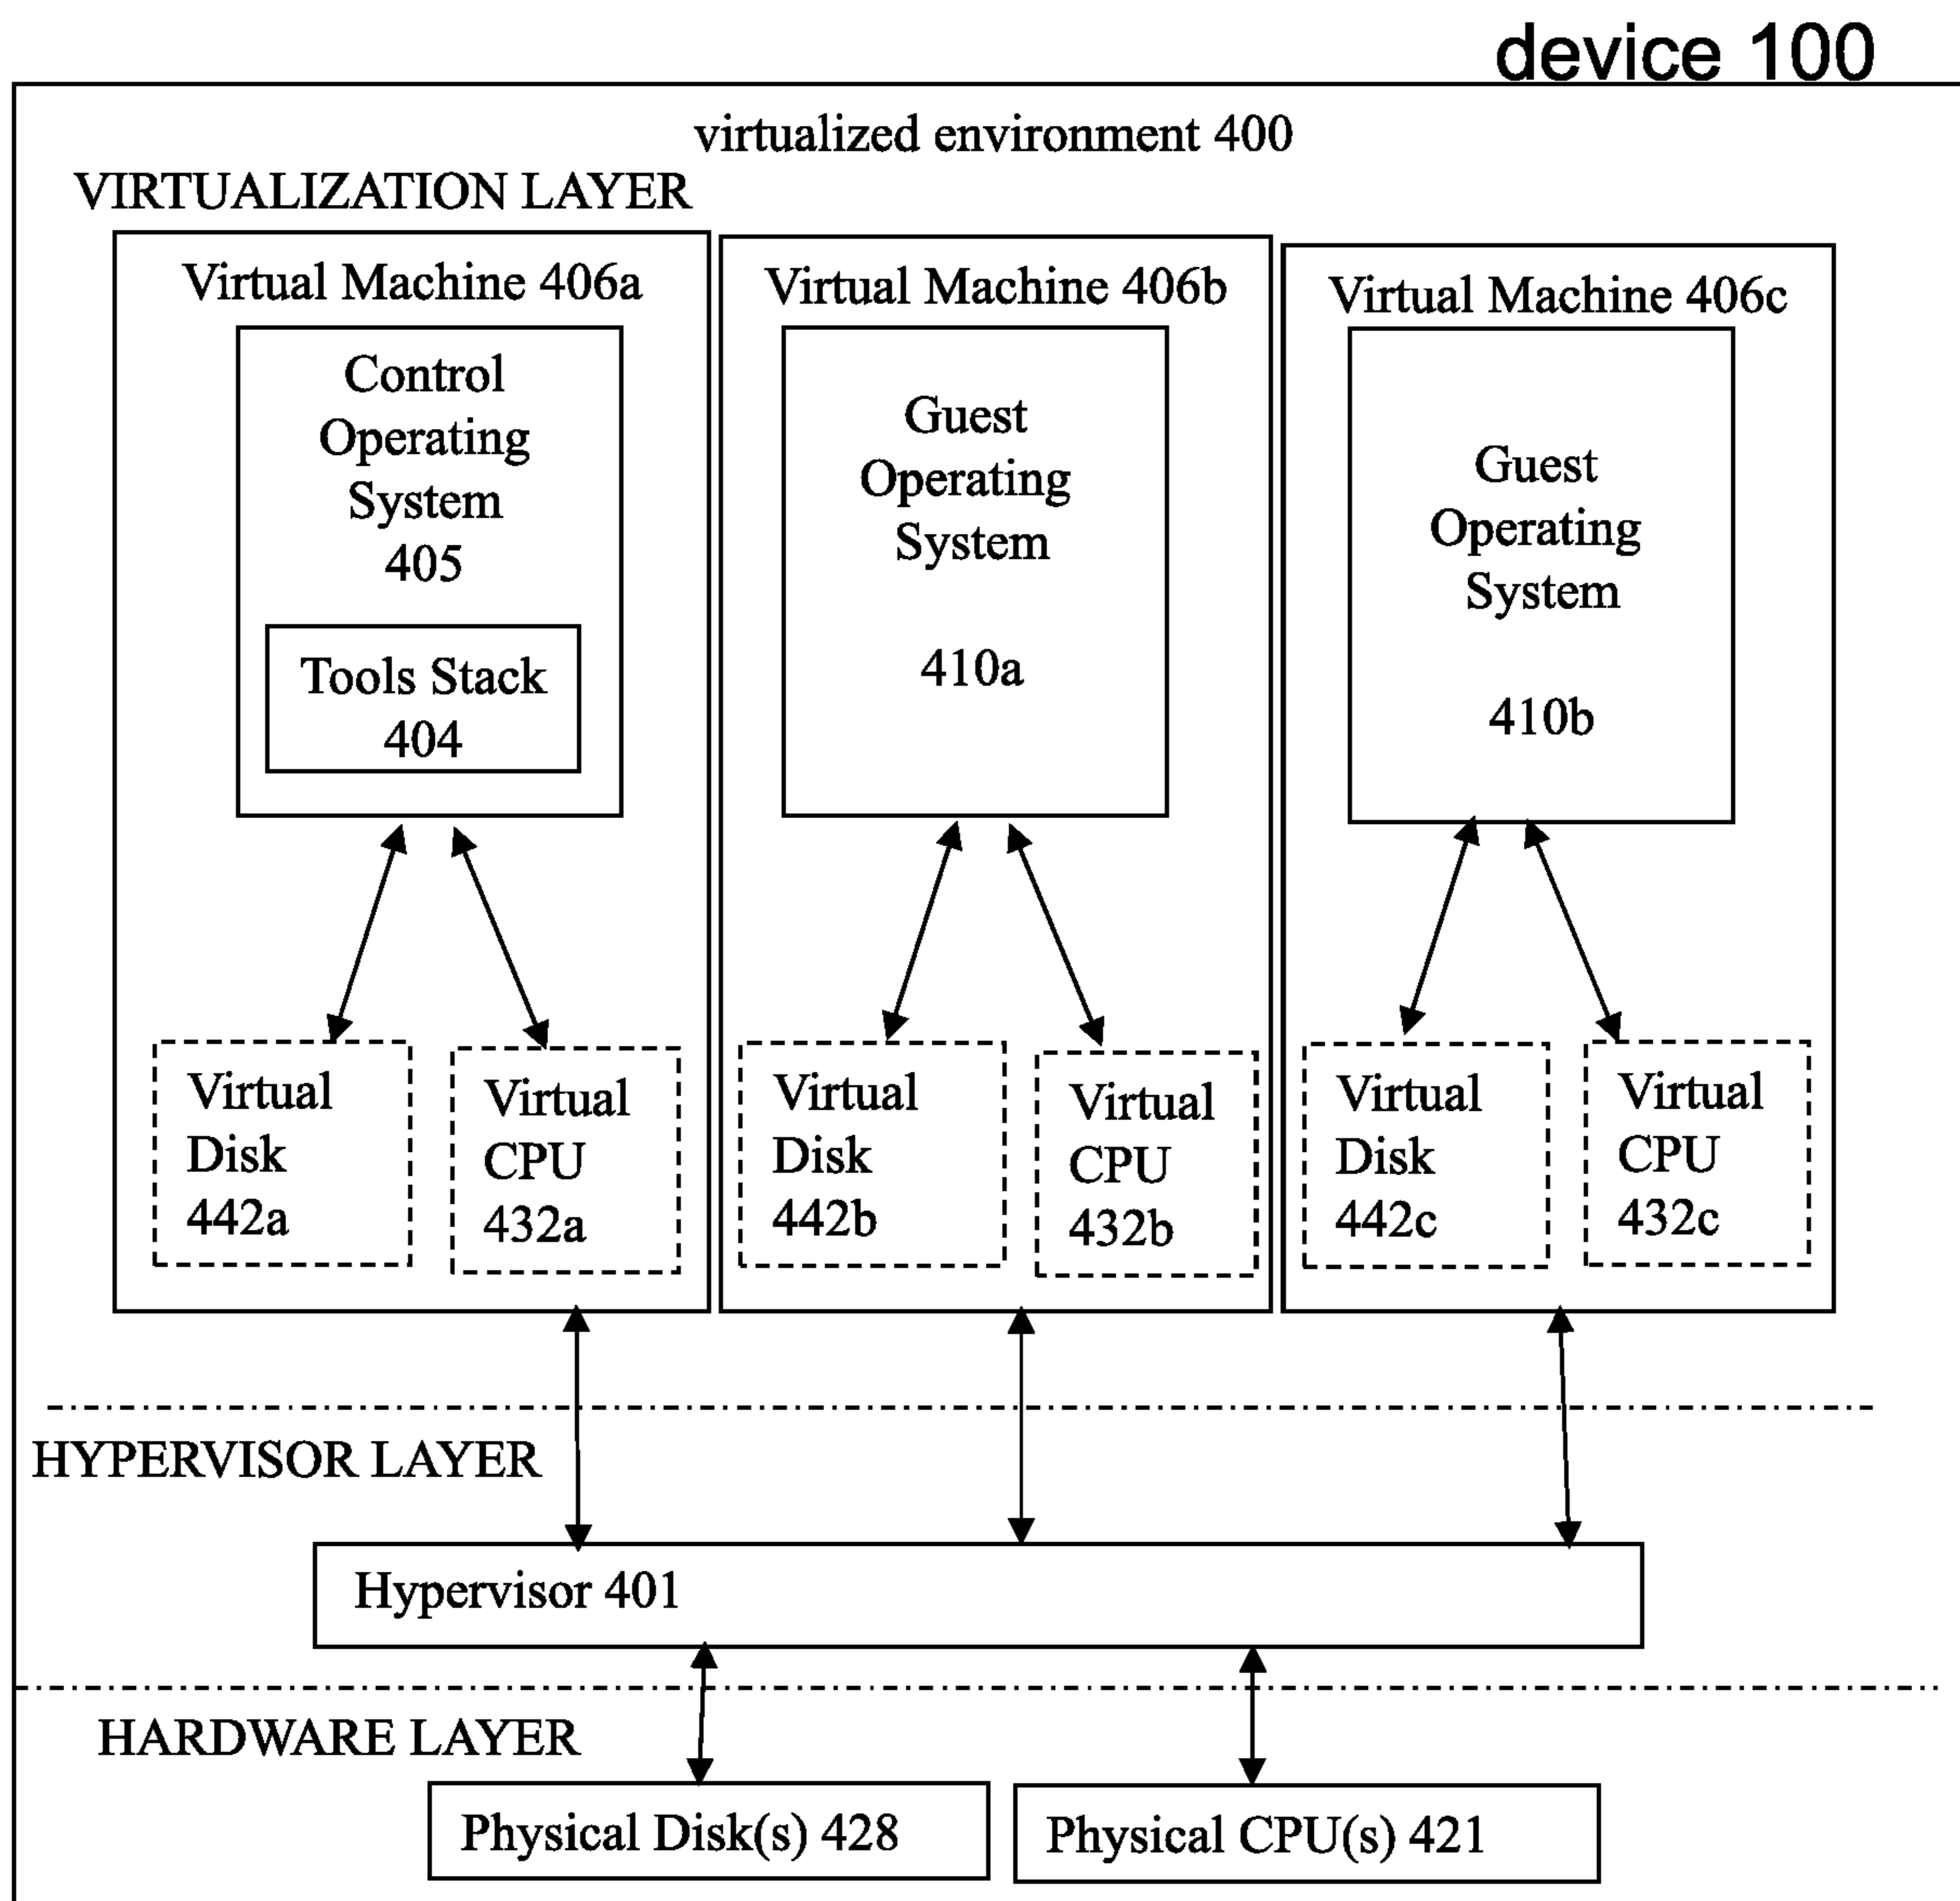 device 100
virtualized environment 400
VIRTUALIZATION LAYER
Virtual Machine 406a
Control
Operating
System
405
Tools Stack
404
Virtual
Disk
442a
Virtual
CPU
432a
Virtual Machine 406b
Guest
Operating
System
410a
Virtual
Disk
442b
Virtual
CPU
432b
Virtual Machine 406c
Guest
Operating
System
410b
Virtual
Disk
442c
Virtual
CPU
432c
HYPERVISOR LAYER
Hypervisor 401
HARDWARE LAYER
Physical Disk(s) 428
Physical CPU(s) 421